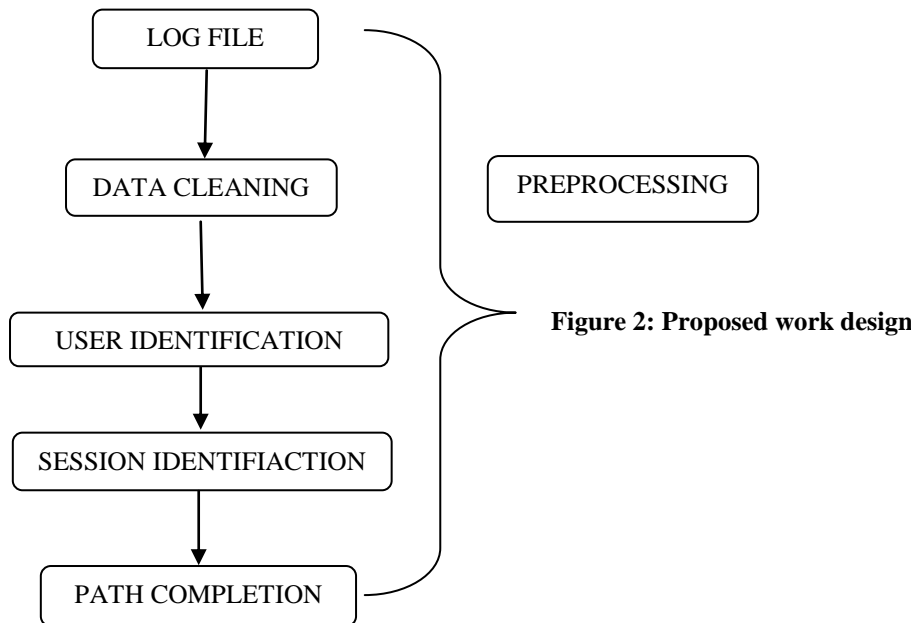 LOG FILE
DATA CLEANING
PREPROCESSING
USER IDENTIFICATION
Figure 2: Proposed work design
SESSION IDENTIFIACTION
PATH COMPLETION